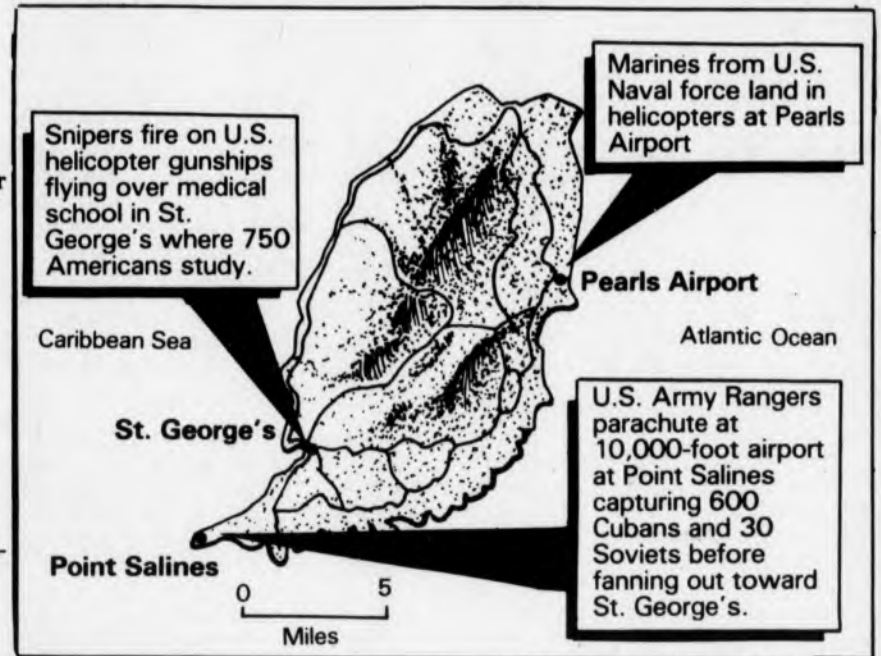 Marines from U.S.
Naval force land in
helicopters at Pearls
Airport
Snipers fire on U.S.
helicopter gunships
flying over medical
school in St.
George's where 750
Americans study.
Pearls Airport
Caribbean Sea
Atlantic Ocean
St. George's
U.S. Army Rangers
parachute at
10,000-foot airport
at Point Salines
capturing 600
Cubans and 30
Soviets before
fanning out toward
St. George's.
Point Salines
0 5
Miles